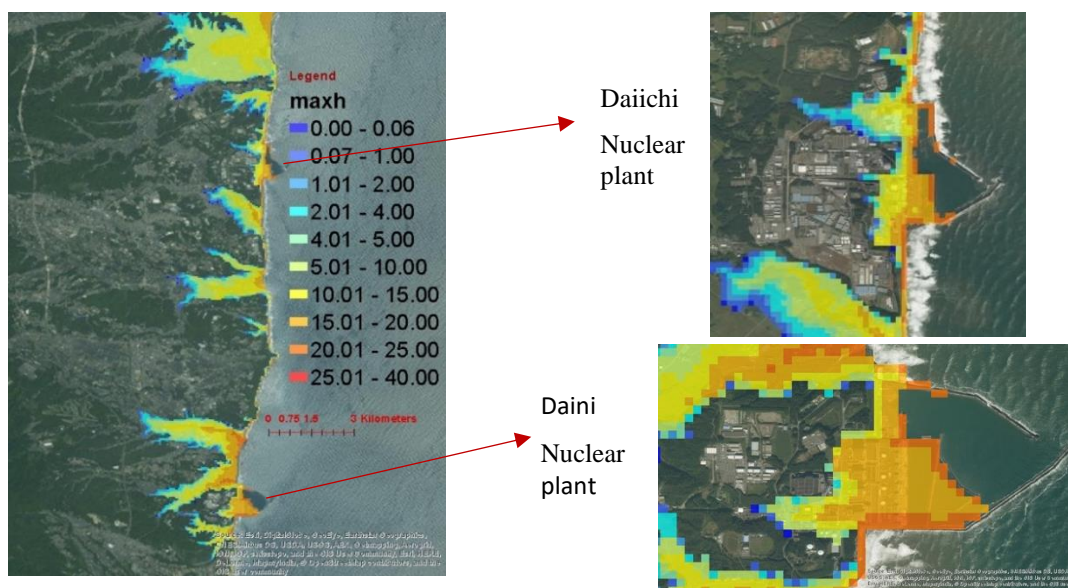 Legend
maxh
0.00 - 0.06
0.07 - 1.00
1.01 - 2.00
2.01 - 4.00
4.01 - 5.00
5.01 - 10.00
10.01 - 15.00
15.01 - 20.00
20.01 - 25.00
25.01 - 40.00
0 0.75 1.5 3 Kilometers
Daiichi
Nuclear
plant
Daini
Nuclear
plant